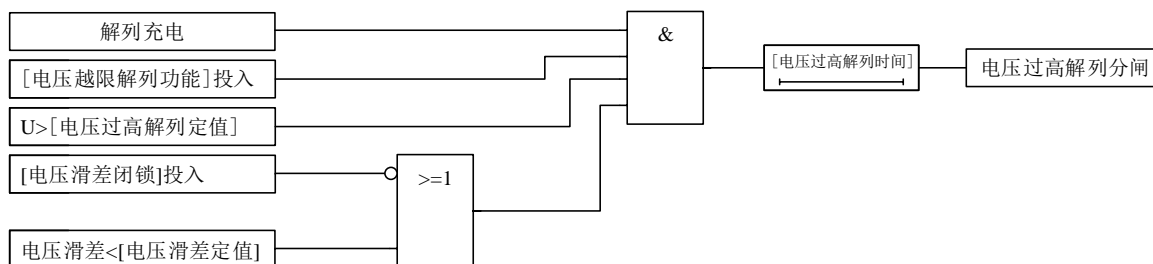 解列充电
&
[电压越限解列功能]投入
[电压过高解列时间]
电压过高解列分闸
U>[电压过高解列定值]
[电压滑差闭锁]投入
>=1
电压滑差<[电压滑差定值]